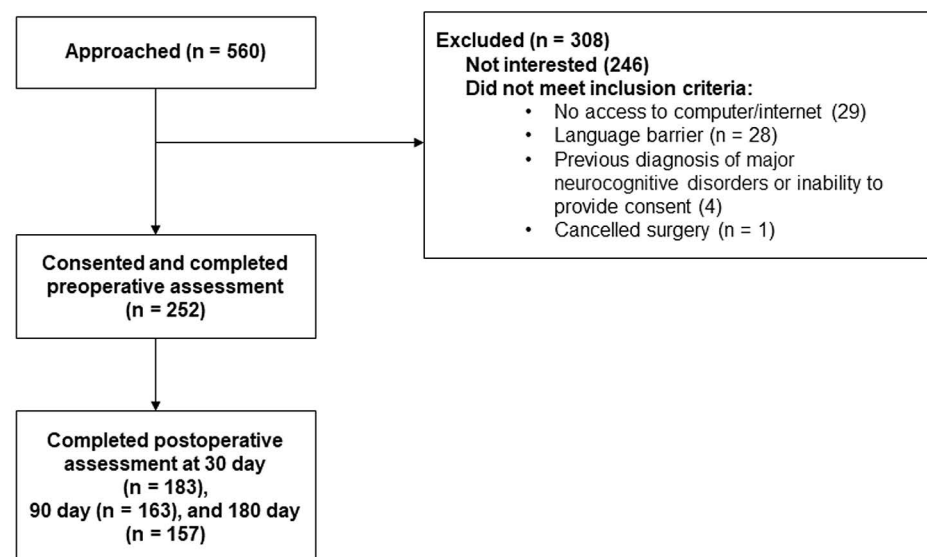 Approached (n = 560)
Excluded (n = 308)
Not interested (246)
Did not meet inclusion criteria:
• No access to computer/internet (29)
• Language barrier (n = 28)
• Previous diagnosis of major
neurocognitive disorders or inability to
provide consent (4)
• Cancelled surgery (n = 1)
Consented and completed
preoperative assessment
(n = 252)
Completed postoperative
assessment at 30 day
(n = 183),
90 day (n = 163), and 180 day
(n = 157)